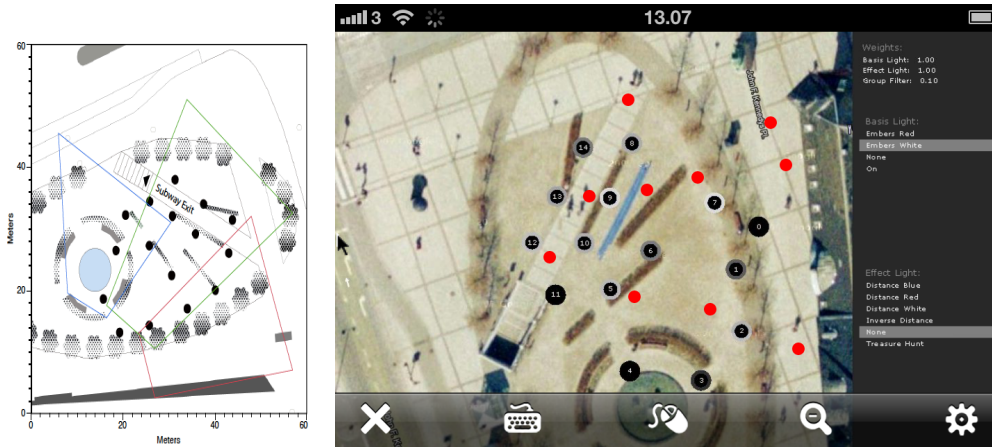 60
40
20
0
0
20
40
60
Meters
Meters
Subway Exit
3
13.07
John F. Kennedy Pl.
14
8
13
9
7
0
12
10
6
1
11
5
2
4
3
Weights:
Basis Light: 1.00
Effect Light: 1.00
Group Filter: 0.10
Basis Light:
Embers Red
Embers White
None
On
Effect Light:
Distance Blue
Distance Red
Distance White
Inverse Distance
None
Treasure Hunt